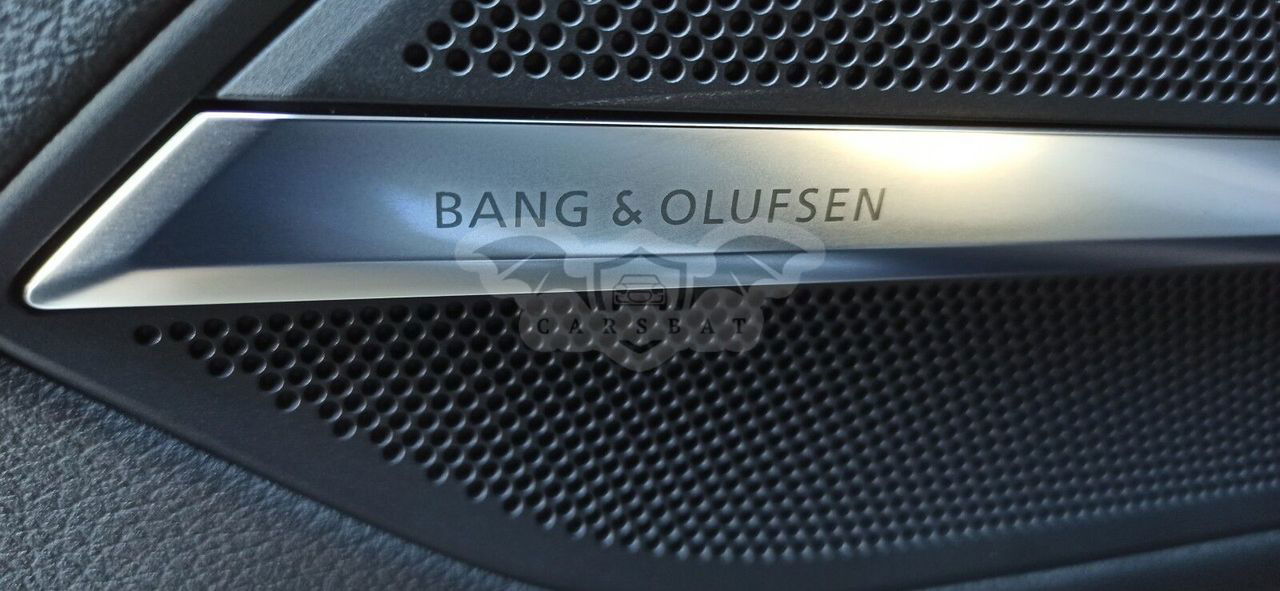 BANG & OLUFSEN
CARSBAT